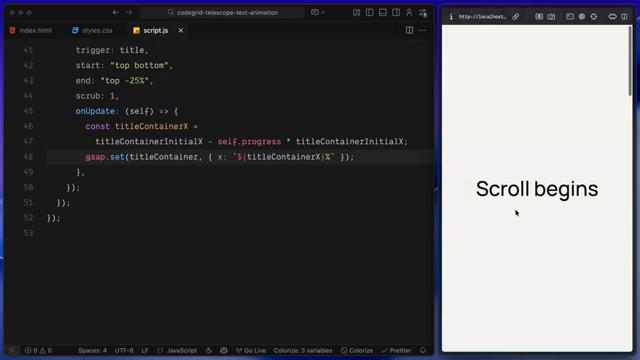 codegrid-telescope-text-animation
index.html
styles.css
script.js
http://localhost...
41 trigger: title,
42 start: "top bottom",
43 end: "top -25%",
44 scrub: 1,
45 onUpdate: (self) => {
46 const titleContainerX =
47 titleContainerInitialX - self.progress * titleContainerInitialX;
48 gsap.set(titleContainer, { x: `${titleContainerX}%` });
49 },
50 });
51 });
52 });
53
Scroll begins
0 0 Spaces: 4 UTF-8 LF {} JavaScript Go Live Colorize: 3 variables Colorize Prettier